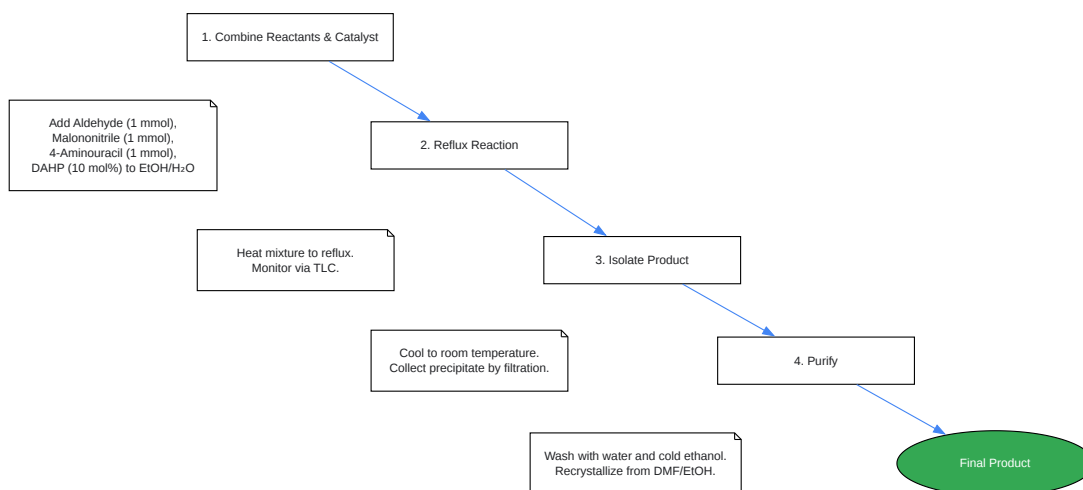 1. Combine Reactants & Catalyst
Add Aldehyde (1 mmol),
Malononitrile (1 mmol),
4-Aminouracil (1 mmol),
DAHP (10 mol%) to EtOH/H₂O
2. Reflux Reaction
Heat mixture to reflux.
Monitor via TLC.
3. Isolate Product
Cool to room temperature.
Collect precipitate by filtration.
4. Purify
Wash with water and cold ethanol.
Recrystallize from DMF/EtOH.
Final Product